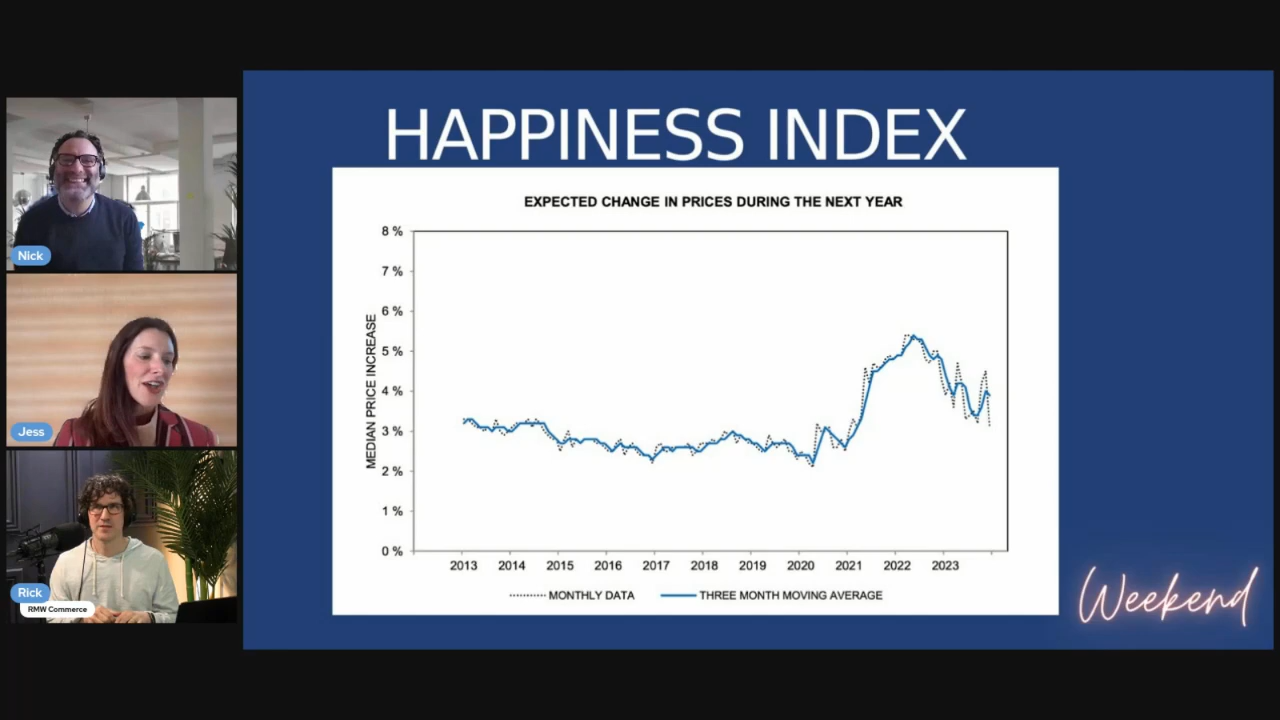 Nick
Jess
Rick
RMW Commerce
HAPPINESS INDEX
EXPECTED CHANGE IN PRICES DURING THE NEXT YEAR
MEDIAN PRICE INCREASE
8 %
7 %
6 %
5 %
4 %
3 %
2 %
1 %
0 %
2013 2014 2015 2016 2017 2018 2019 2020 2021 2022 2023
MONTHLY DATA THREE MONTH MOVING AVERAGE
Weekend